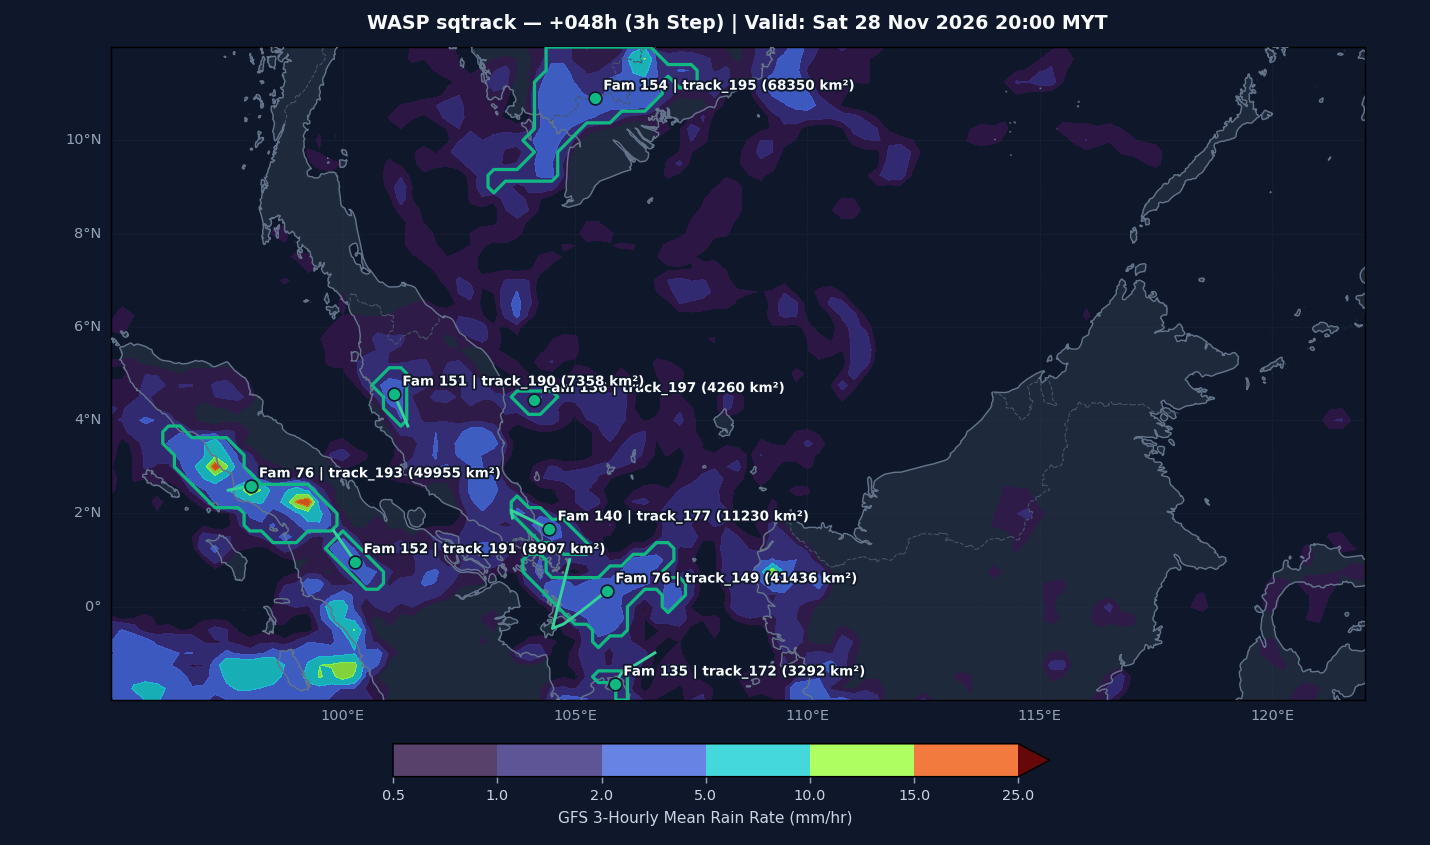 WASP sqtrack — +048h (3h Step) | Valid: Sat 28 Nov 2026 20:00 MYT
Fam 154 | track_195 (68350 km²)
10°N
8°N
6°N
Fam 151 | track_190 (7358 km²)
Fam 156 | track_197 (4260 km²)
4°N
Fam 76 | track_193 (49955 km²)
2°N
Fam 140 | track_177 (11230 km²)
Fam 152 | track_191 (8907 km²)
Fam 76 | track_149 (41436 km²)
0°
Fam 135 | track_172 (3292 km²)
100°E 105°E 110°E 115°E 120°E
0.5 1.0 2.0 5.0 10.0 15.0 25.0
GFS 3-Hourly Mean Rain Rate (mm/hr)